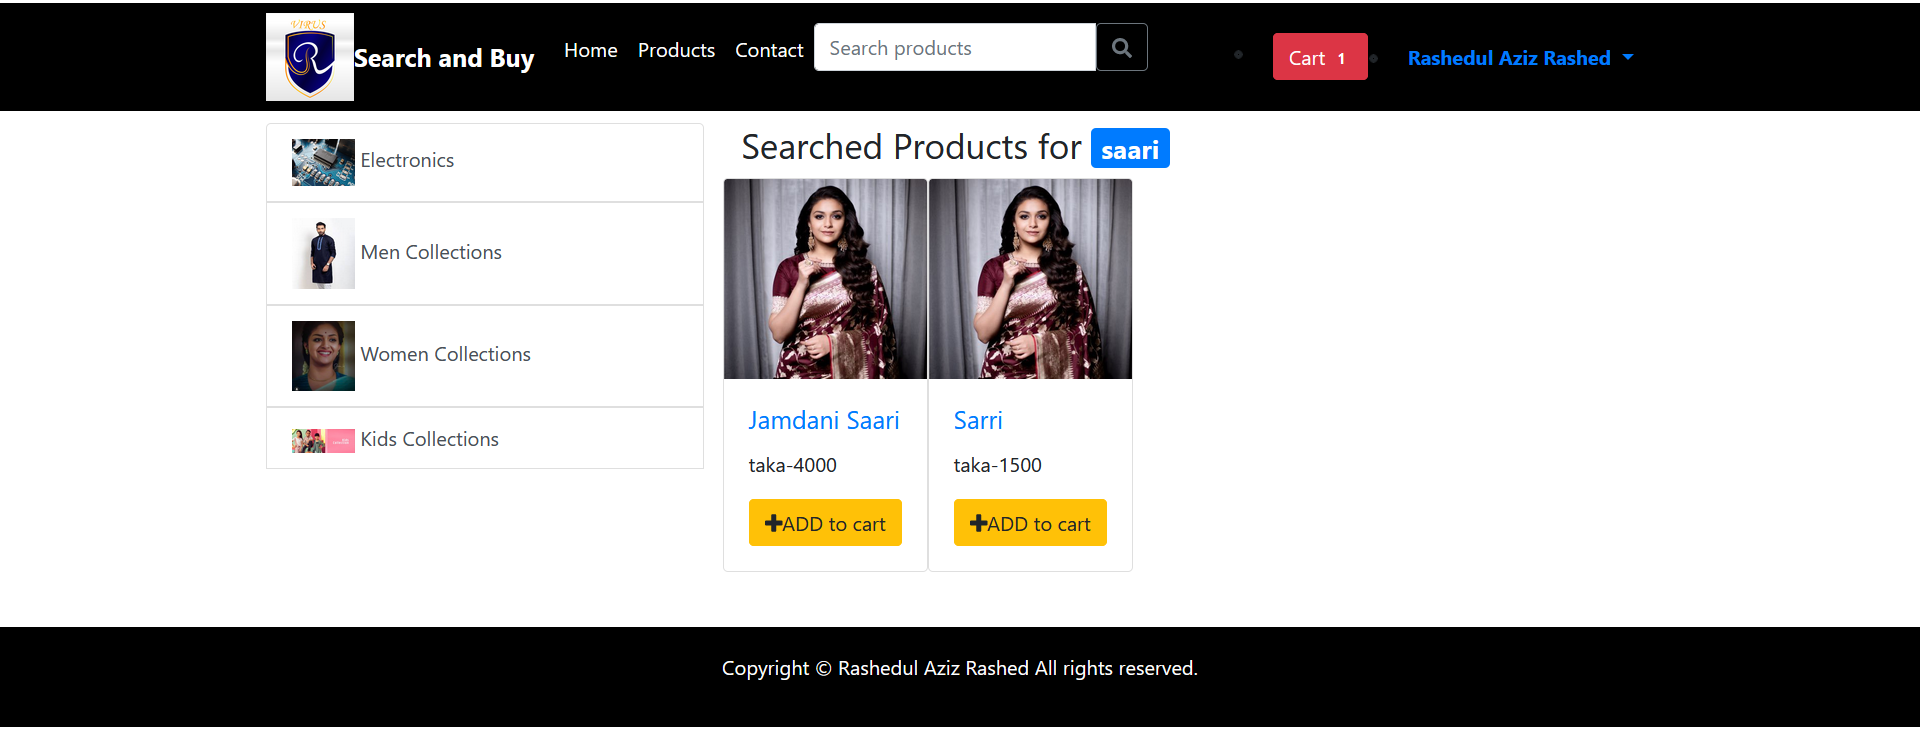 VIRUS
R
Search and Buy
Home Products Contact
Search products
Cart 1
Rashedul Aziz Rashed
Electronics
Men Collections
Women Collections
Kids Collections
Searched Products for saari
Jamdani Saari
taka-4000
ADD to cart
Sarri
taka-1500
ADD to cart
Copyright © Rashedul Aziz Rashed All rights reserved.